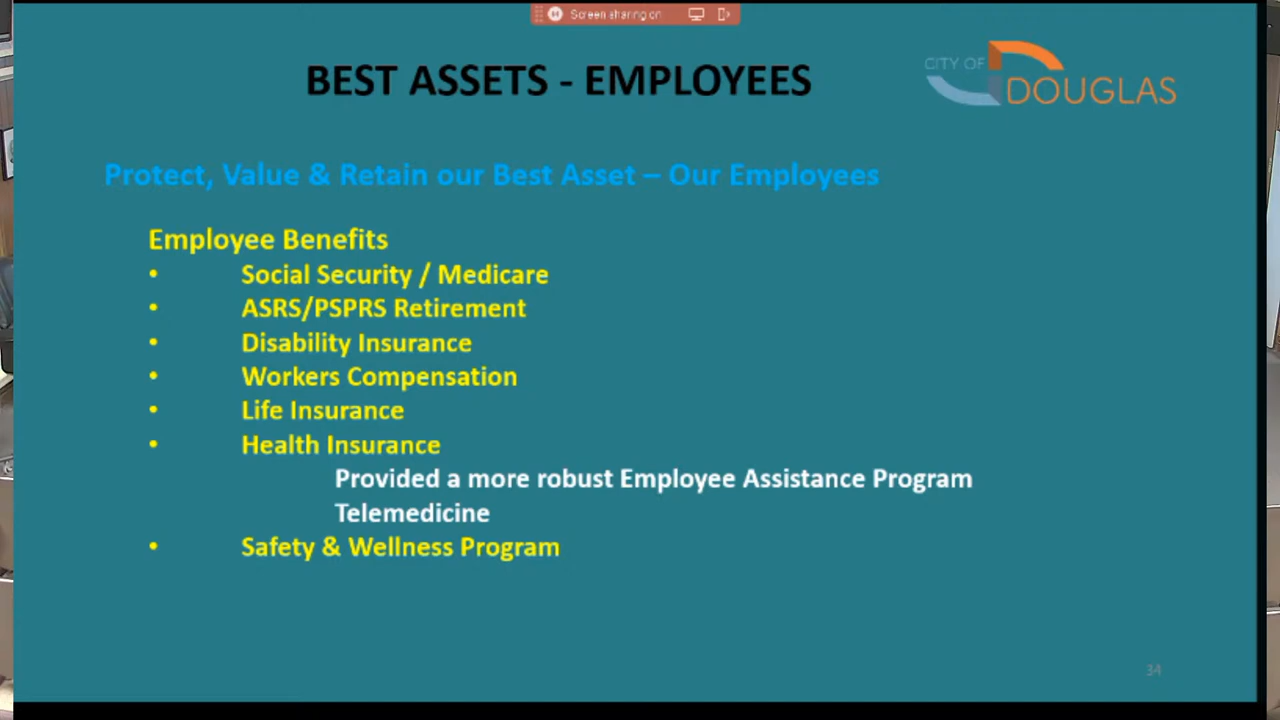 Screen sharing on
BEST ASSETS - EMPLOYEES
CITY OF
DOUGLAS
Protect, Value & Retain our Best Asset – Our Employees
Employee Benefits
• Social Security / Medicare
• ASRS/PSPRS Retirement
• Disability Insurance
• Workers Compensation
• Life Insurance
• Health Insurance
Provided a more robust Employee Assistance Program
Telemedicine
• Safety & Wellness Program
34